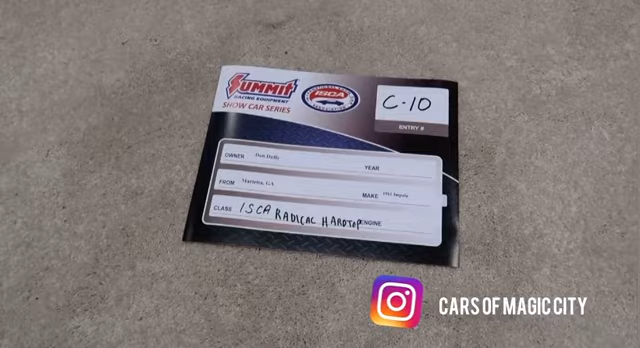 SUMMIT
RACING EQUIPMENT
SHOW CAR SERIES
ISCA
C-10
ENTRY #
OWNER Don
YEAR
FROM Marietta, GA
MAKE Impala
CLASS ISCA RADICAL HARDTOP
ENGINE
CARS OF MAGIC CITY